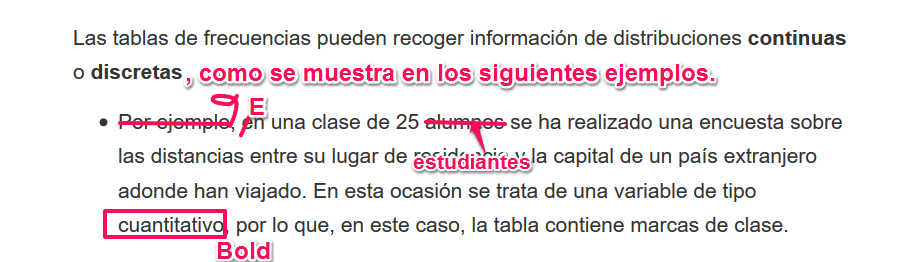 Las tablas de frecuencias pueden recoger información de distribuciones continuas
o discretas, como se muestra en los siguientes ejemplos.
E
• Por ejemplo, en una clase de 25 alumnos se ha realizado una encuesta sobre
las distancias entre su lugar de residencia y la capital de un país extranjero
estudiantes
adonde han viajado. En esta ocasión se trata de una variable de tipo
cuantitativo, por lo que, en este caso, la tabla contiene marcas de clase.
Bold